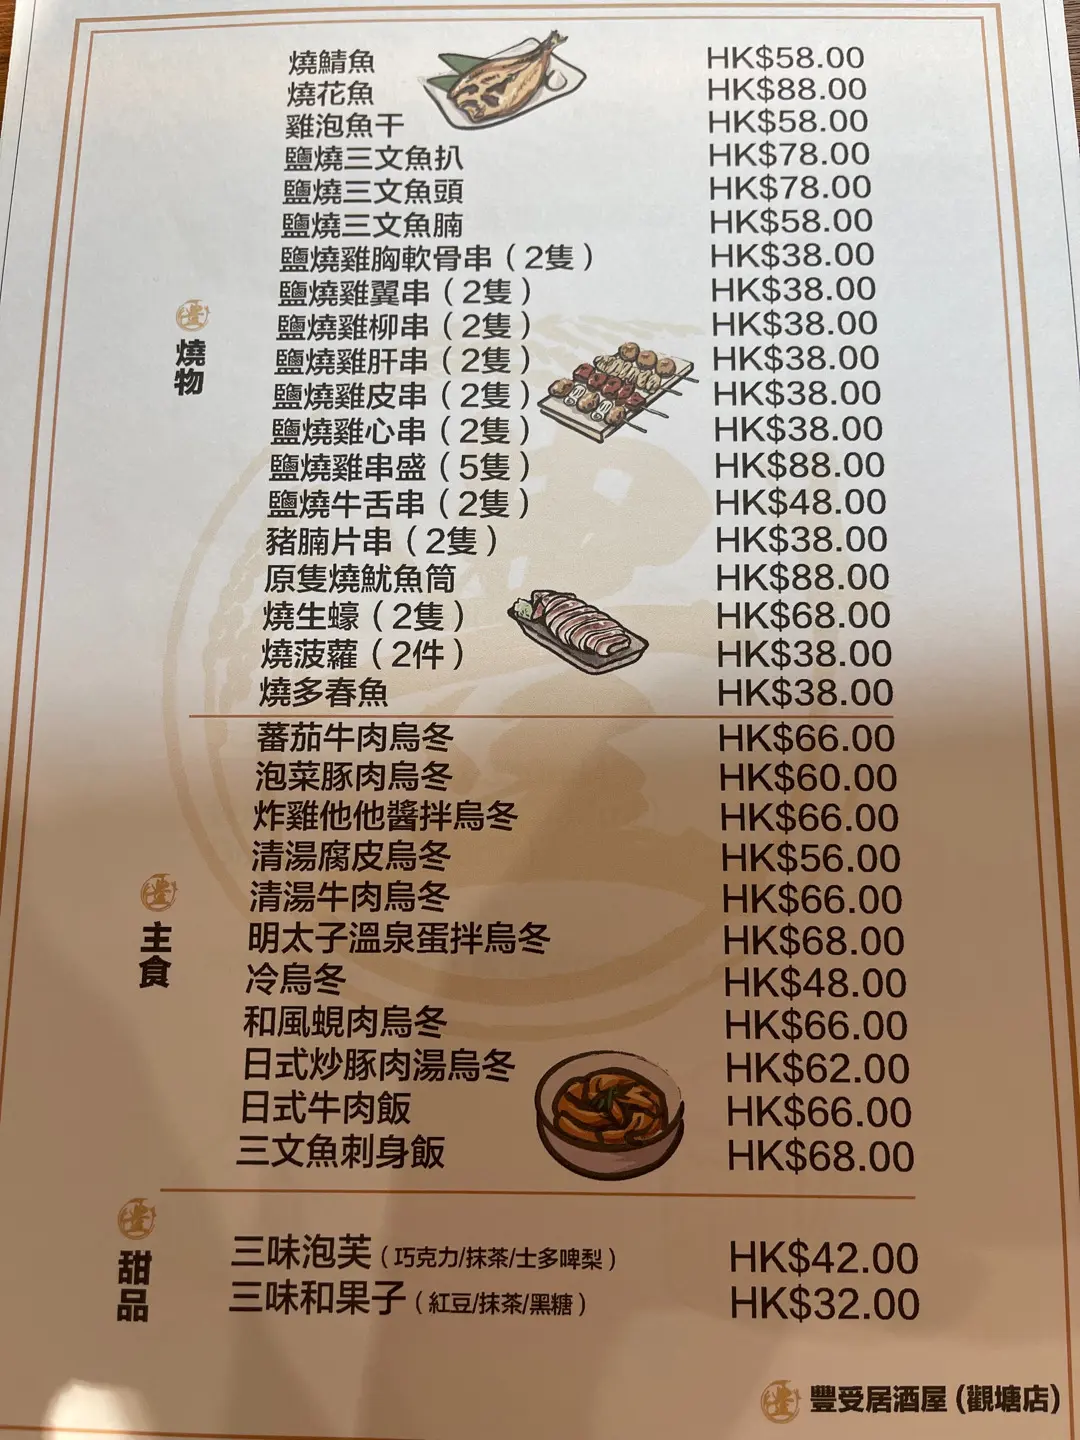 燒鯖魚 HK$58.00
燒花魚 HK$88.00
雞泡魚干 HK$58.00
鹽燒三文魚扒 HK$78.00
鹽燒三文魚頭 HK$78.00
鹽燒三文魚腩 HK$58.00
鹽燒雞胸軟骨串（2隻） HK$38.00
鹽燒雞翼串（2隻） HK$38.00
鹽燒雞柳串（2隻） HK$38.00
鹽燒雞肝串（2隻） HK$38.00
鹽燒雞皮串（2隻） HK$38.00
鹽燒雞心串（2隻） HK$38.00
鹽燒雞串盛（5隻） HK$88.00
鹽燒牛舌串（2隻） HK$48.00
豬腩片串（2隻） HK$38.00
原隻燒魷魚筒 HK$88.00
燒生蠔（2隻） HK$68.00
燒菠蘿（2件） HK$38.00
燒多春魚 HK$38.00
燒物
蕃茄牛肉烏冬 HK$66.00
泡菜豚肉烏冬 HK$60.00
炸雞他他醬拌烏冬 HK$66.00
清湯腐皮烏冬 HK$56.00
清湯牛肉烏冬 HK$66.00
明太子溫泉蛋拌烏冬 HK$68.00
冷烏冬 HK$48.00
和風蜆肉烏冬 HK$66.00
日式炒豚肉湯烏冬 HK$62.00
日式牛肉飯 HK$66.00
三文魚刺身飯 HK$68.00
主食
三味泡芙（巧克力/抹茶/士多啤梨） HK$42.00
三味和果子（紅豆/抹茶/黑糖） HK$32.00
甜品
豐受居酒屋（觀塘店）